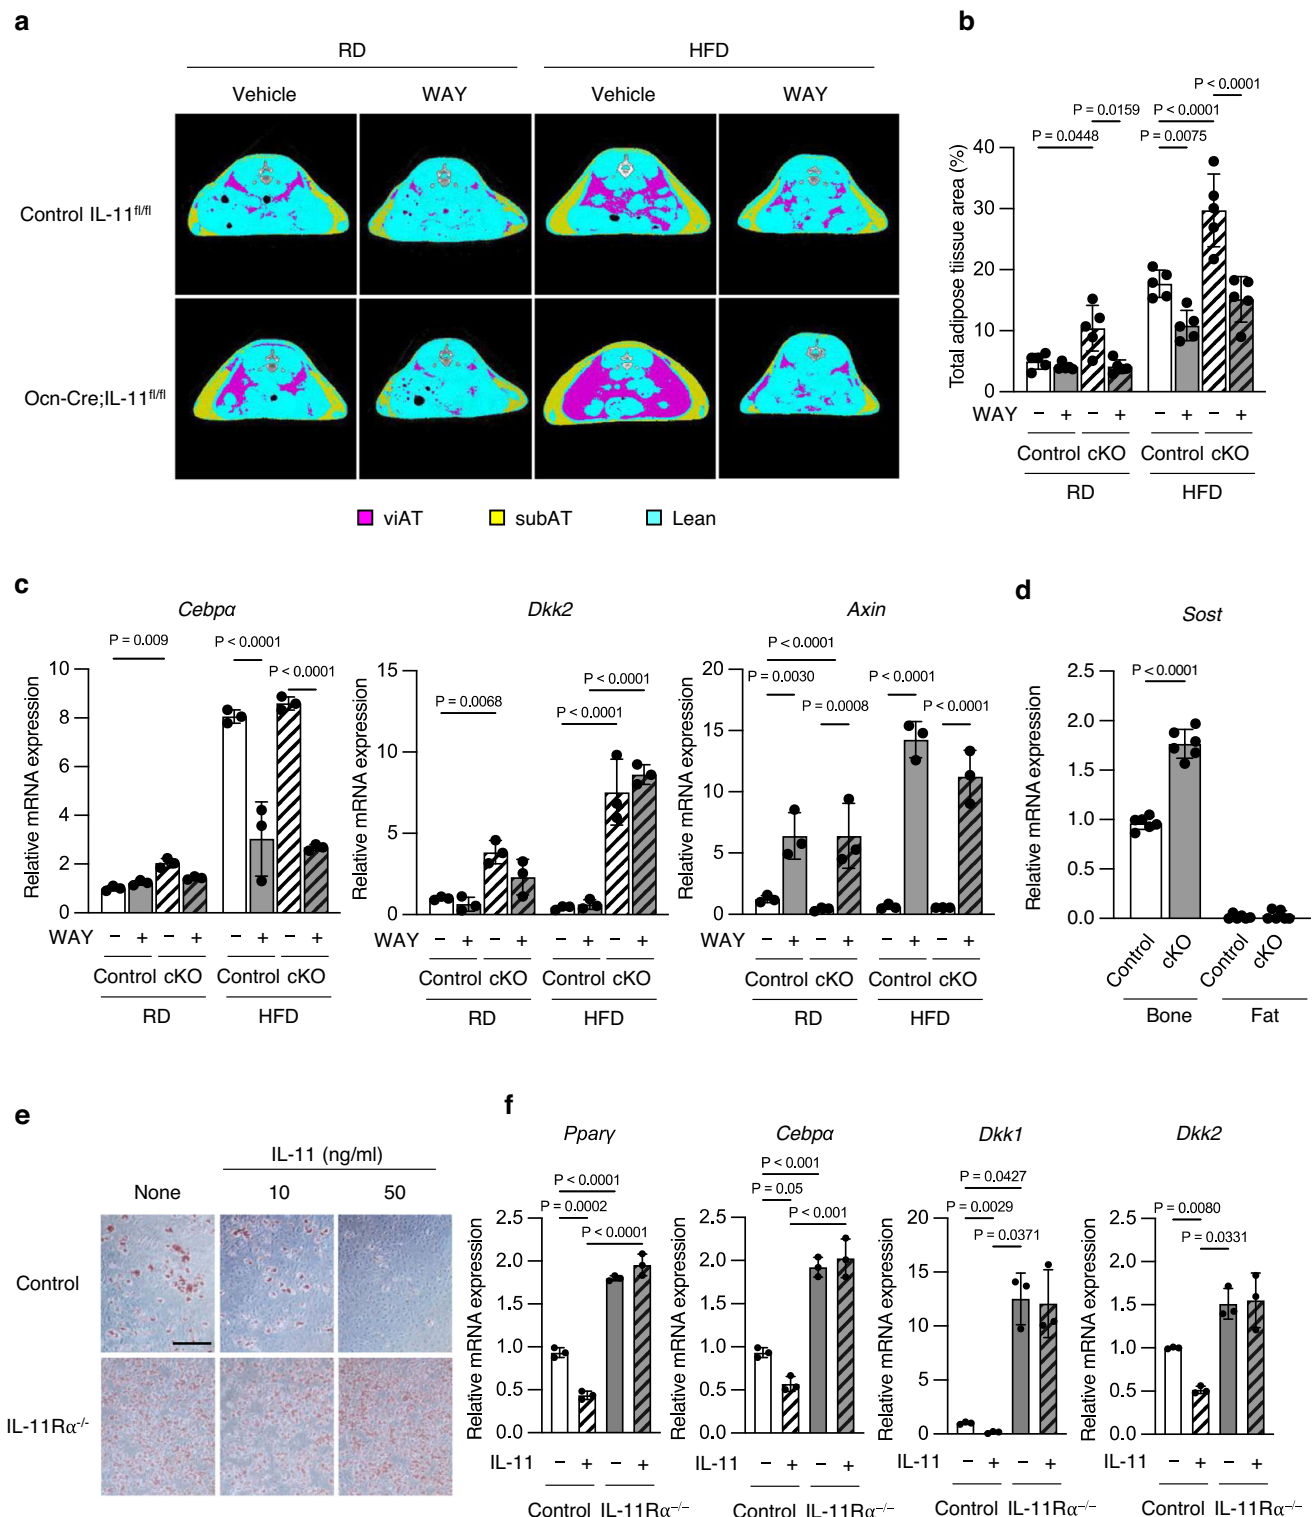 a
RD HFD
Vehicle WAY Vehicle WAY
Control IL-11fl/fl
Ocn-Cre;IL-11fl/fl
viAT subAT Lean
b
P < 0.0001
P < 0.0001
P = 0.0159
P = 0.0448
P = 0.0075
Total adipose tiissue area (%)
40
30
20
10
0
WAY − + − + − + − +
Control cKO Control cKO
RD HFD
c
Cebpα
P = 0.009
P < 0.0001
P < 0.0001
Relative mRNA expression
10
8
6
4
2
0
WAY − + − + − + − +
Control cKO Control cKO
RD HFD
Dkk2
P = 0.0068
P < 0.0001
P < 0.0001
Relative mRNA expression
15
10
5
0
WAY − + − + − + − +
Control cKO Control cKO
RD HFD
Axin
P < 0.0001
P = 0.0030
P = 0.0008
P < 0.0001
P < 0.0001
Relative mRNA expression
20
15
10
5
0
WAY − + − + − + − +
Control cKO Control cKO
RD HFD
d
Sost
P < 0.0001
Relative mRNA expression
2.5
2.0
1.5
1.0
0.5
0.0
Control cKO Control cKO
Bone Fat
e
IL-11 (ng/ml)
None 10 50
Control
IL-11Rα−/−
f
Pparγ
P < 0.0001
P = 0.0002
P < 0.0001
Relative mRNA expression
2.5
2.0
1.5
1.0
0.5
0.0
IL-11 − + − +
Control IL-11Rα−/−
Cebpα
P < 0.001
P = 0.05
P < 0.001
Relative mRNA expression
2.5
2.0
1.5
1.0
0.5
0.0
IL-11 − + − +
Control IL-11Rα−/−
Dkk1
P = 0.0427
P = 0.0029
P = 0.0371
Relative mRNA expression
20
15
10
5
1
0
IL-11 − + − +
Control IL-11Rα−/−
Dkk2
P = 0.0080
P = 0.0331
Relative mRNA expression
2.5
2.0
1.5
1.0
0.5
0.0
IL-11 − + − +
Control IL-11Rα−/−